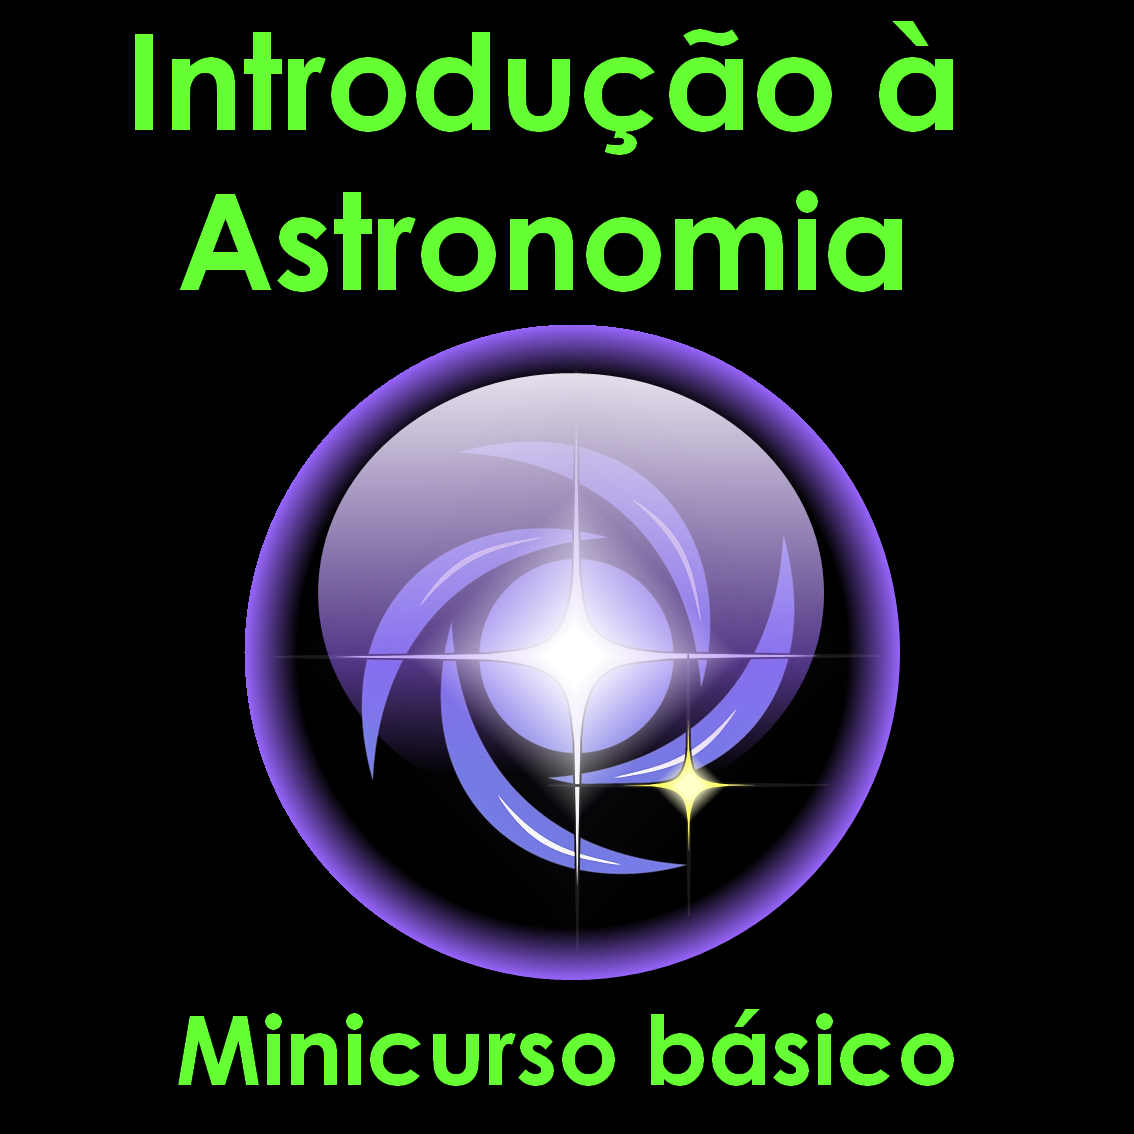 Introdução à
Astronomia
Minicurso básico